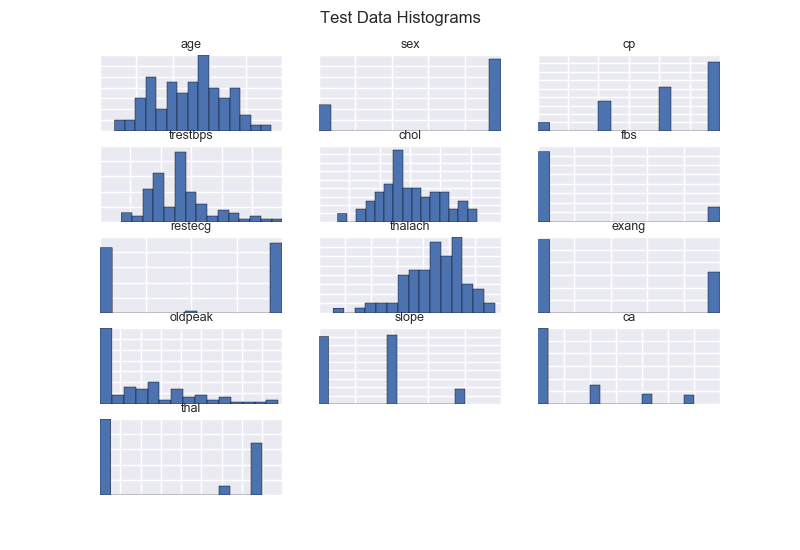 Test Data Histograms
age
sex
cp
trestbps
chol
fbs
restecg
thalach
exang
oldpeak
slope
ca
thal